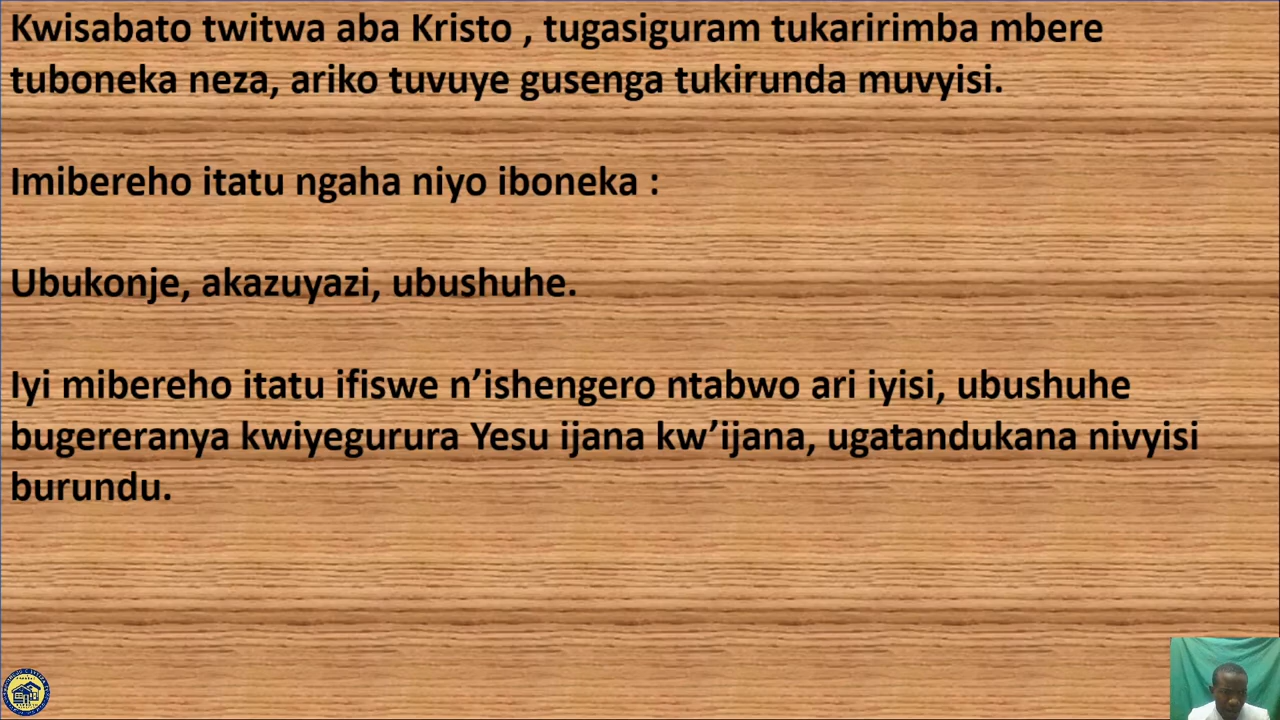 Kwisabato twitwa aba Kristo , tugasiguram tukaririmba mbere
tuboneka neza, ariko tuvuye gusenga tukirunda muvyisi.
Imibereho itatu ngaha niyo iboneka :
Ubukonje, akazuyazi, ubushuhe.
Iyi mibereho itatu ifiswe n’ishengero ntabwo ari iyisi, ubushuhe
bugereranya kwiyegurura Yesu ijana kw’ijana, ugatandukana nivyisi
burundu.